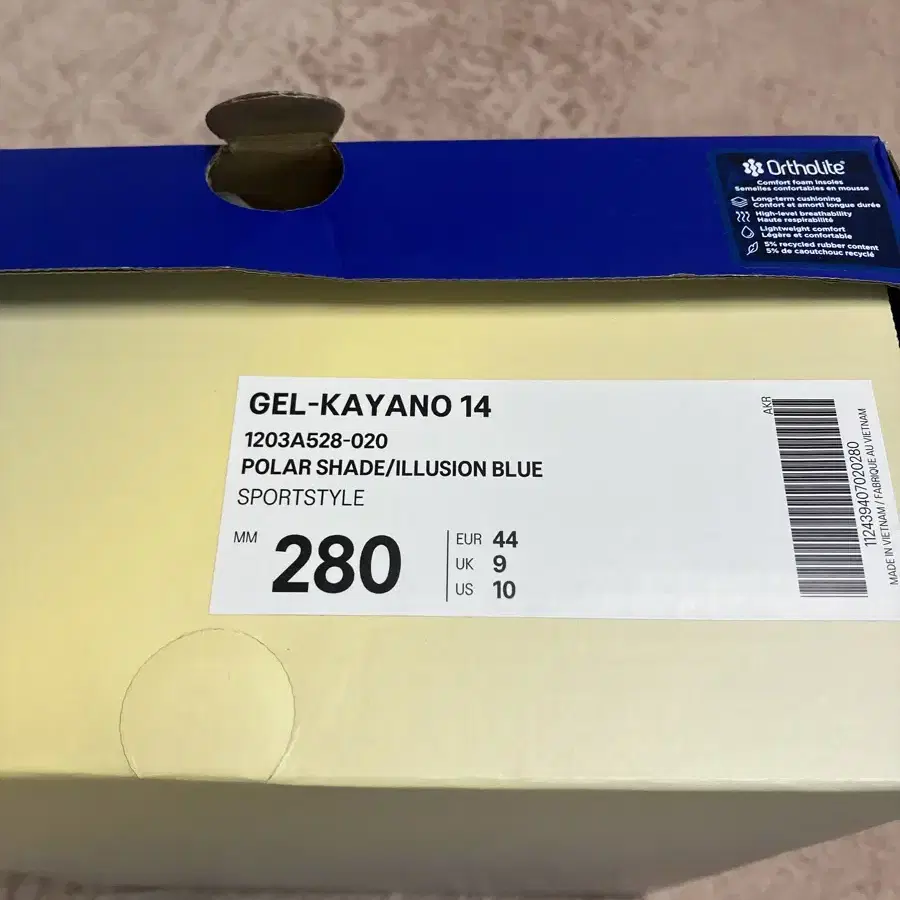 OrthoLite®
Comfort foam insoles
Semelles confortables en mousse
Long-term cushioning
Confort et amorti longue durée
High-level breathability
Haute respirabilité
Lightweight comfort
Légère et confortable
5% recycled rubber content
5% de caoutchouc recyclé
GEL-KAYANO 14
1203A528-020
POLAR SHADE/ILLUSION BLUE
SPORTSTYLE
MM 280
EUR 44
UK 9
US 10
AKR
112439407020280
MADE IN VIETNAM / FABRIQUE AU VIETNAM